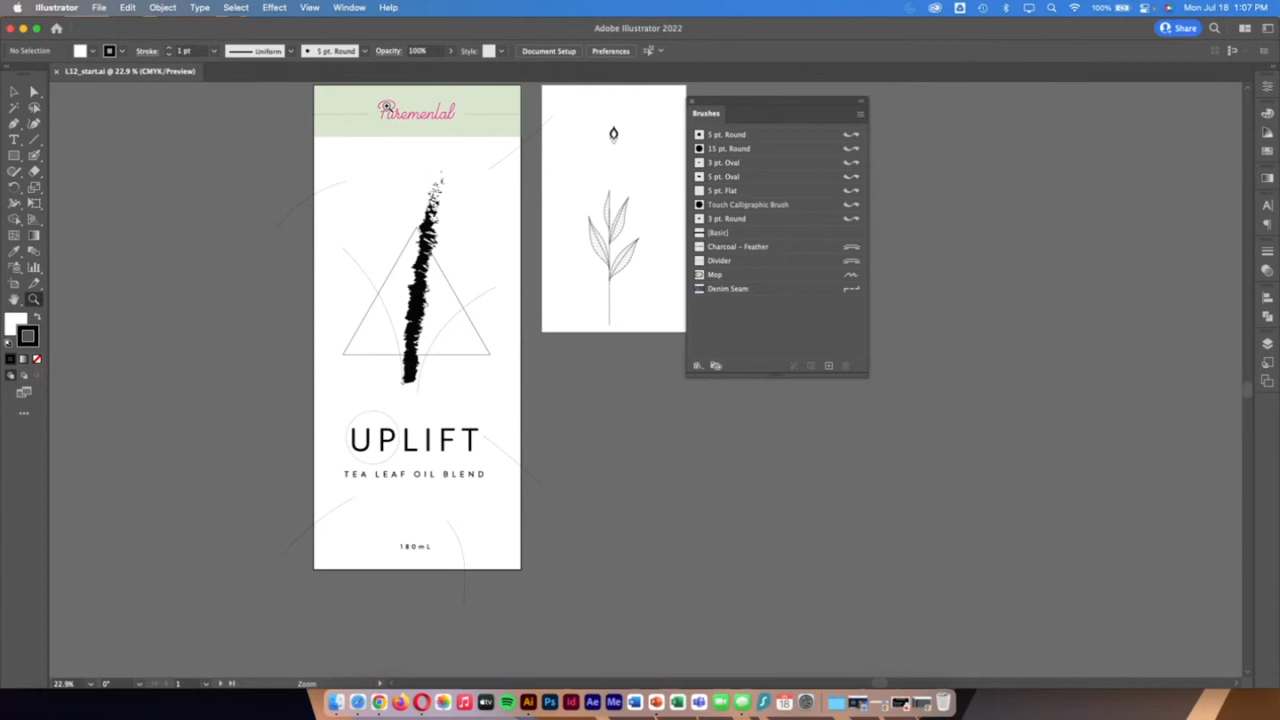 Illustrator File Edit Object Type Select Effect View Window Help
100% Mon Jul 18 1:07 PM
Adobe Illustrator 2022
Share
No Selection Stroke: 1 pt Uniform 5 pt. Round Opacity: 100% Style: Document Setup Preferences
× L12_start.ai @ 22.9 % (CMYK/Preview)
Puremental
Brushes
5 pt. Round
15 pt. Round
3 pt. Oval
5 pt. Oval
5 pt. Flat
Touch Calligraphic Brush
3 pt. Round
[Basic]
Charcoal - Feather
Divider
Mop
Denim Seam
UPLIFT
TEA LEAF OIL BLEND
180mL
22.9% 0° 1 Zoom